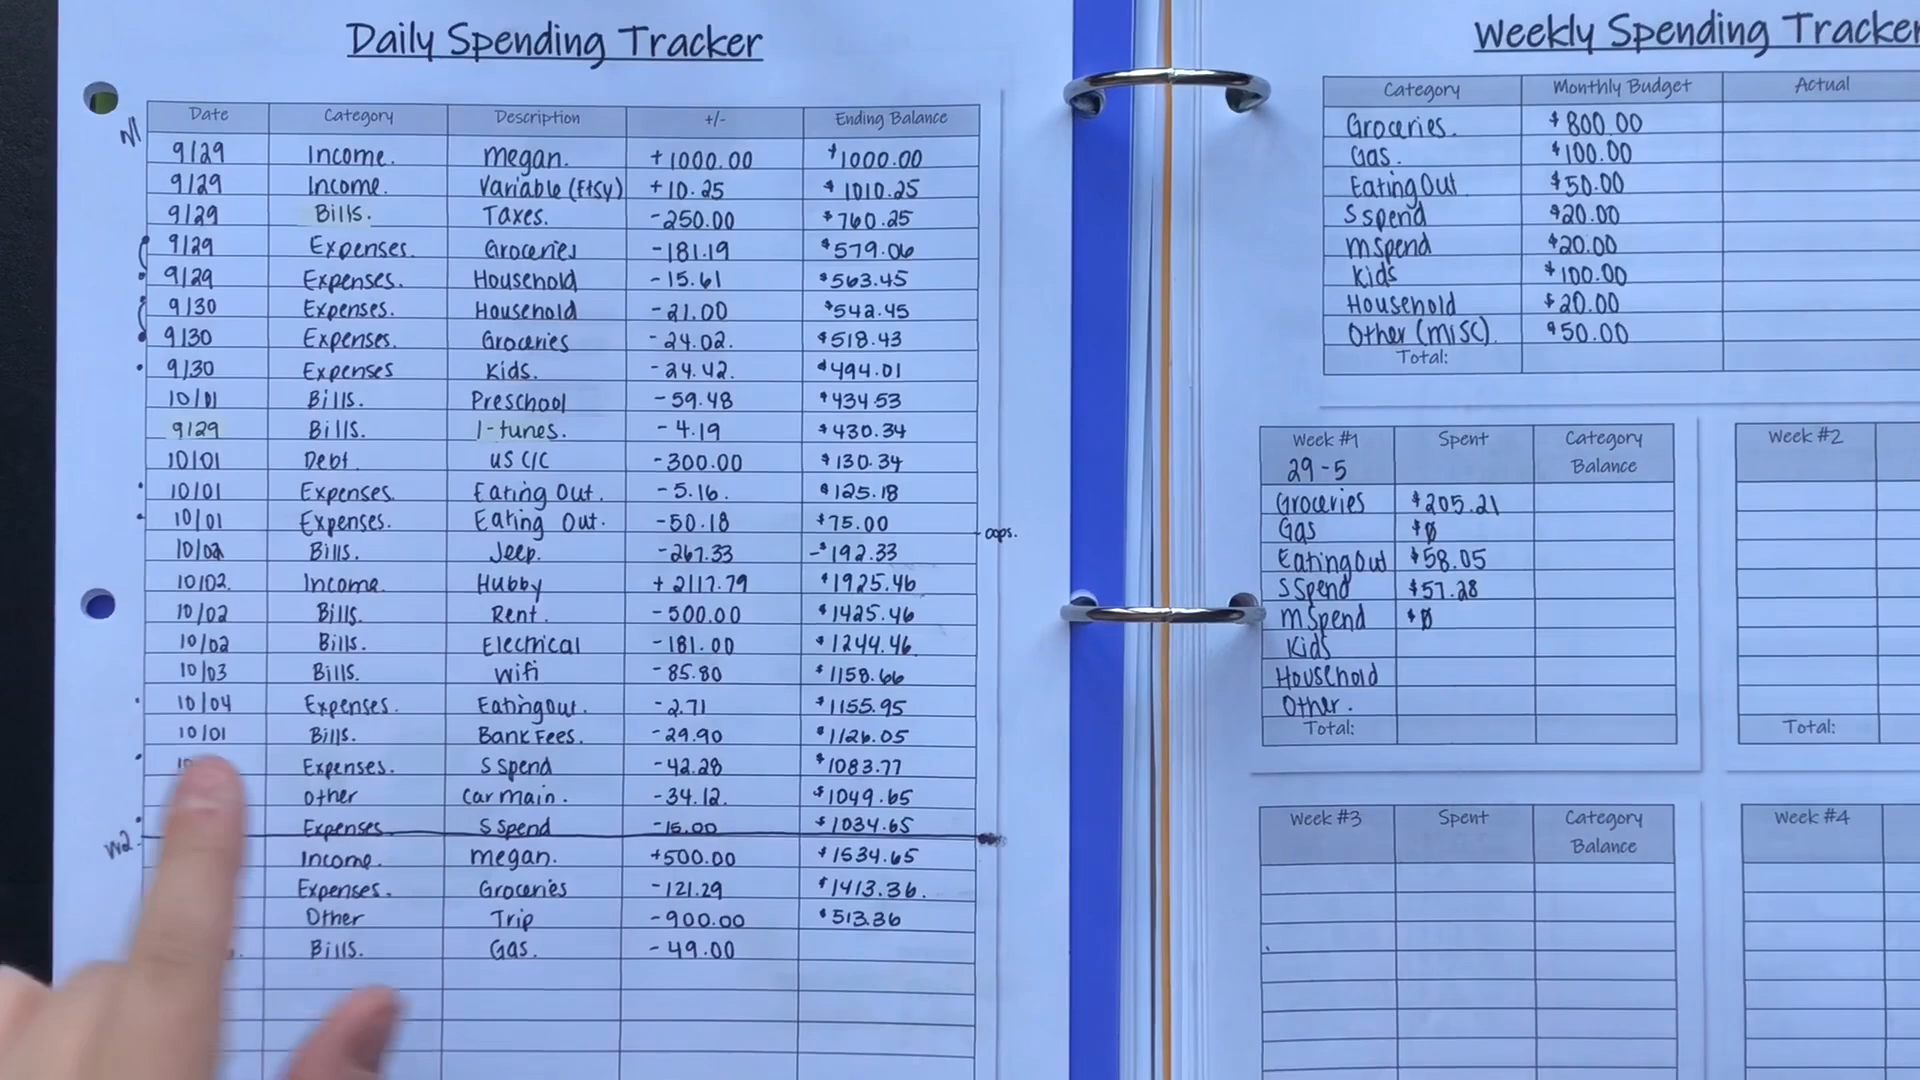 Daily Spending Tracker
Date Category Description +/- Ending Balance
W1
9/29 Income. Megan. +1000.00 $1000.00
9/29 Income. Variable (Etsy) +10.25 $1010.25
9/29 Bills. Taxes. -250.00 $760.25
9/29 Expenses. Groceries -181.19 $579.06
9/29 Expenses. Household -15.61 $563.45
9/30 Expenses. Household -21.00 $542.45
9/30 Expenses. Groceries -24.02. $518.43
9/30 Expenses Kids. -24.42. $494.01
10/01 Bills. Preschool -59.48 $434.53
9/29 Bills. I-tunes. -4.19 $430.34
10/01 Debt US C/C -300.00 $130.34
10/01 Expenses. Eating Out. -5.16. $125.18
10/01 Expenses. Eating Out. -50.18 $75.00
oops.
10/02 Bills. Jeep. -267.33 -$192.33
10/02. Income. Hubby +2117.79 $1925.46
10/02 Bills. Rent. -500.00 $1425.46
10/02 Bills. Electrical -181.00 $1244.46
10/03 Bills. Wifi -85.80 $1158.66
10/04 Expenses. Eating Out. -2.71 $1155.95
10/01 Bills. Bank Fees. -29.90 $1126.05
Expenses. S Spend -42.28 $1083.77
Other Car main. -34.12. $1049.65
Expenses S Spend -15.00 $1034.65
W2
Income. Megan. +500.00 $1534.65
Expenses. Groceries -121.29 $1413.36.
Other Trip -900.00 $513.36
Bills. Gas. -49.00
Weekly Spending Tracker
Category Monthly Budget Actual
Groceries. $800.00
Gas. $100.00
Eating Out $50.00
S spend $20.00
M Spend $20.00
Kids $100.00
Household $20.00
Other (Misc). $50.00
Total:
Week #1 Spent Category Balance
29-5
Groceries $205.21
Gas $0
Eating Out $58.05
S Spend $57.28
M Spend $0
Kids
Household
Other.
Total:
Week #2
Total:
Week #3 Spent Category Balance
Week #4